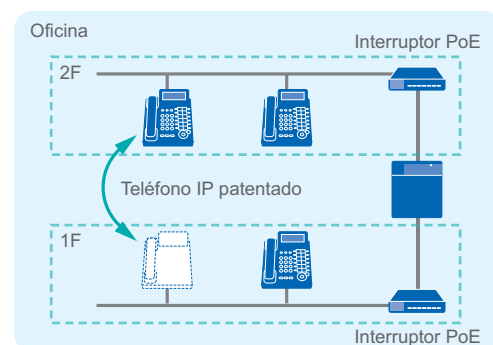 Oficina
Interruptor PoE
2F
Teléfono IP patentado
1F
Interruptor PoE